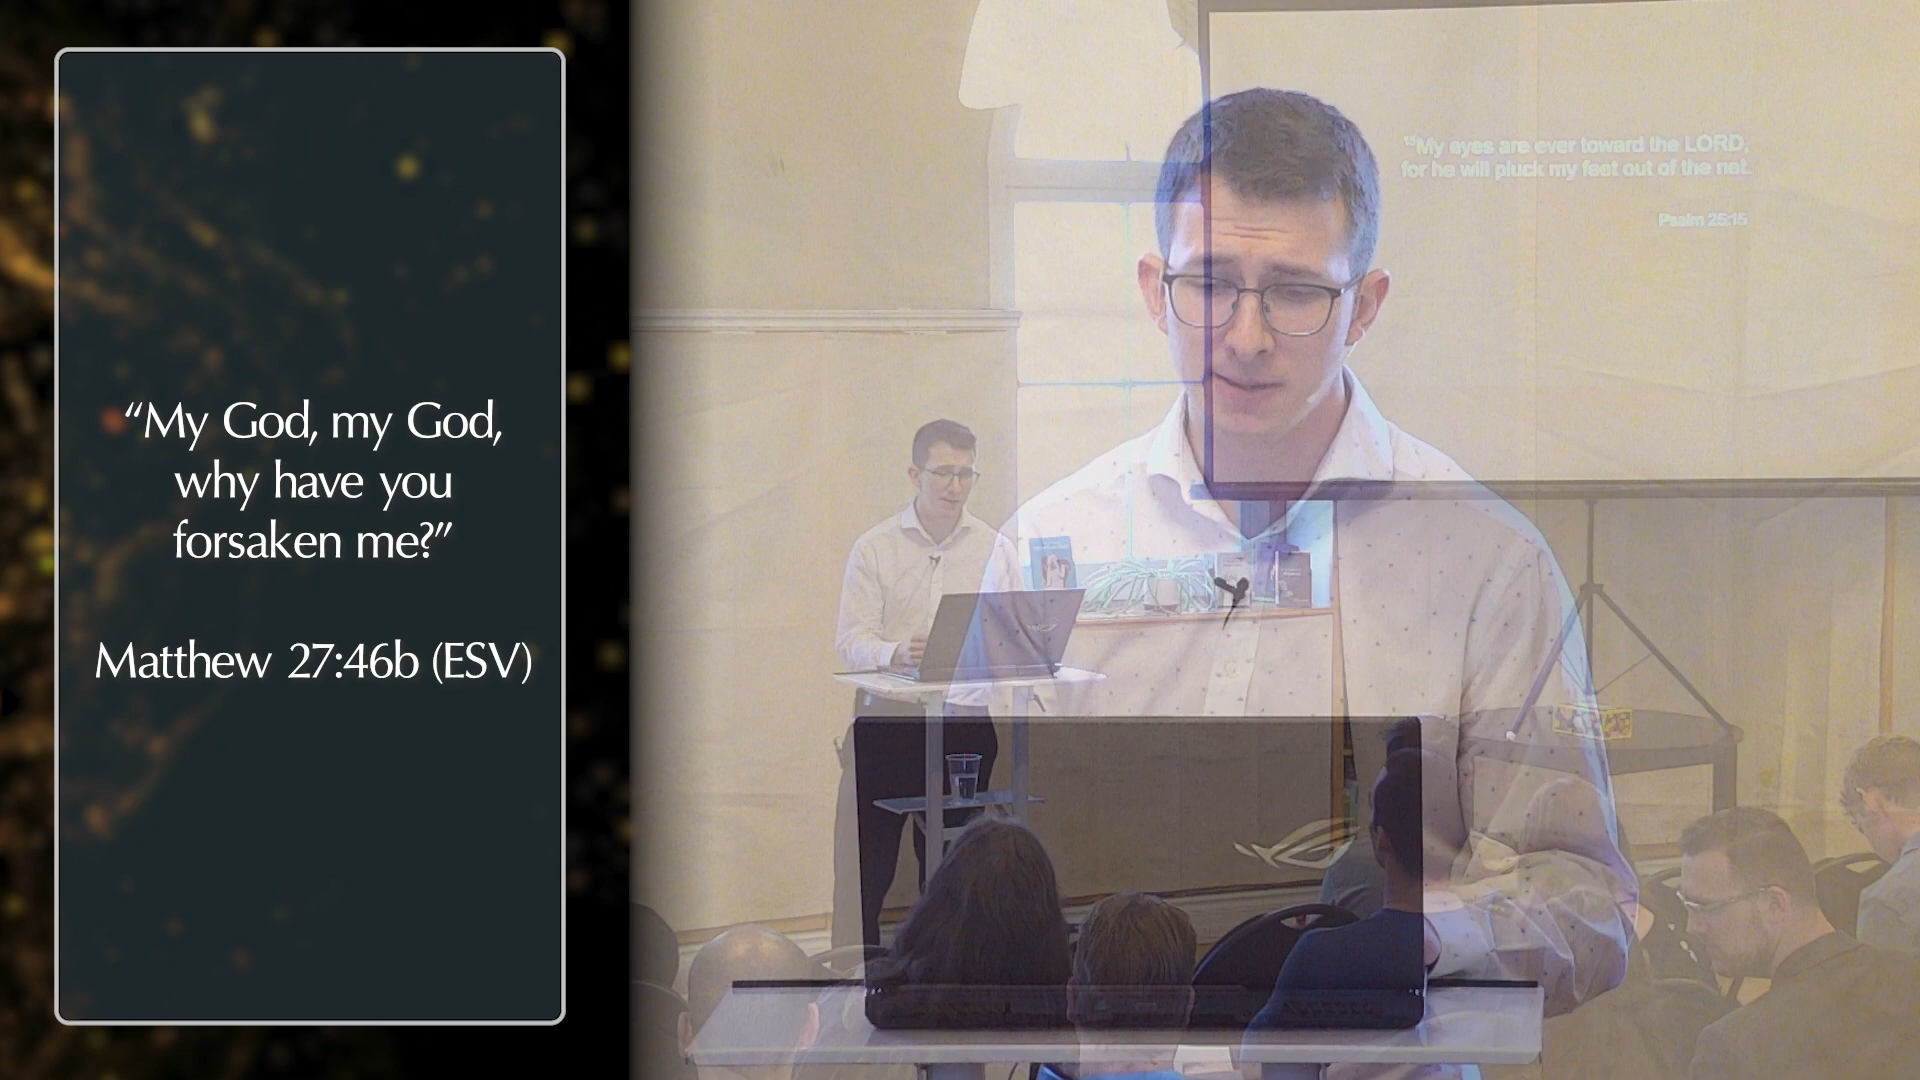 “My God, my God,
why have you
forsaken me?”
Matthew 27:46b (ESV)
¹⁵My eyes are ever toward the LORD,
for he will pluck my feet out of the net.
Psalm 25:15